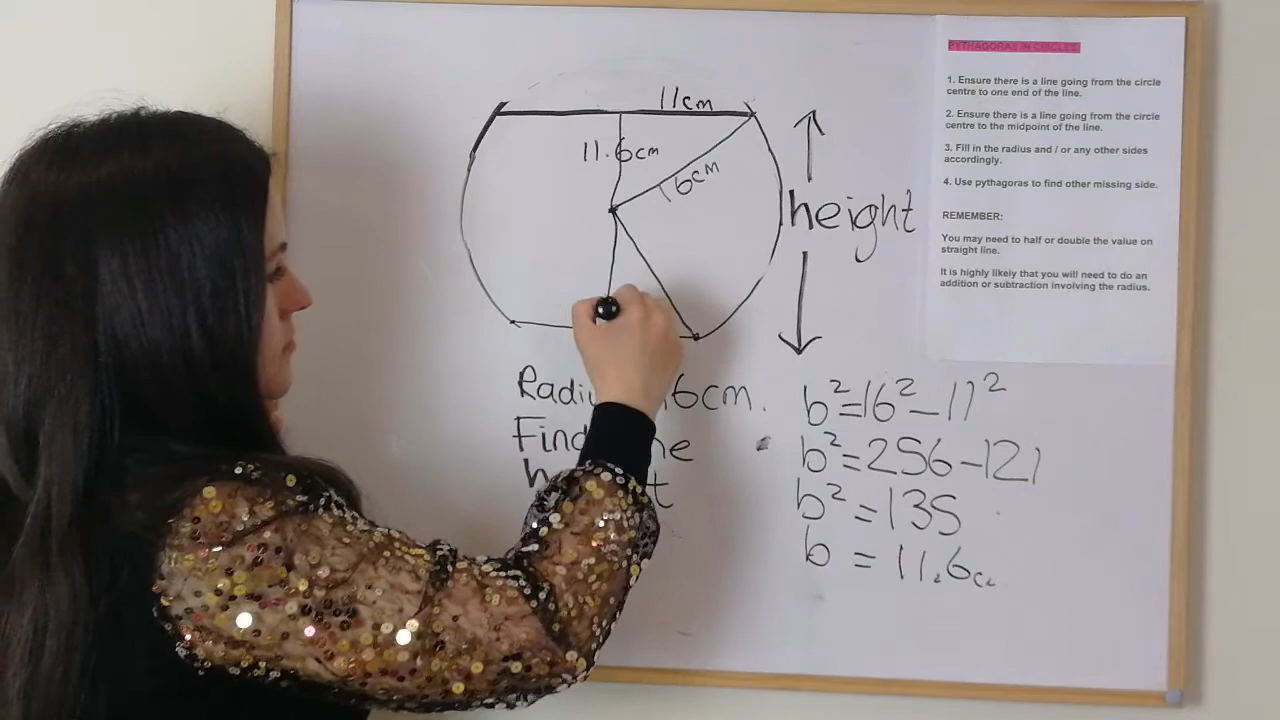 PYTHAGORAS IN CIRCLES
1. Ensure there is a line going from the circle
centre to one end of the line.
2. Ensure there is a line going from the circle
centre to the midpoint of the line.
3. Fill in the radius and / or any other sides
accordingly.
4. Use pythagoras to find other missing side.
REMEMBER:
You may need to half or double the value on
straight line.
It is highly likely that you will need to do an
addition or subtraction involving the radius.
11cm
11.6cm
16cm
height
6cm.
Find
b²=16²-11²
b²=256-121
b²=135
b = 11.6c